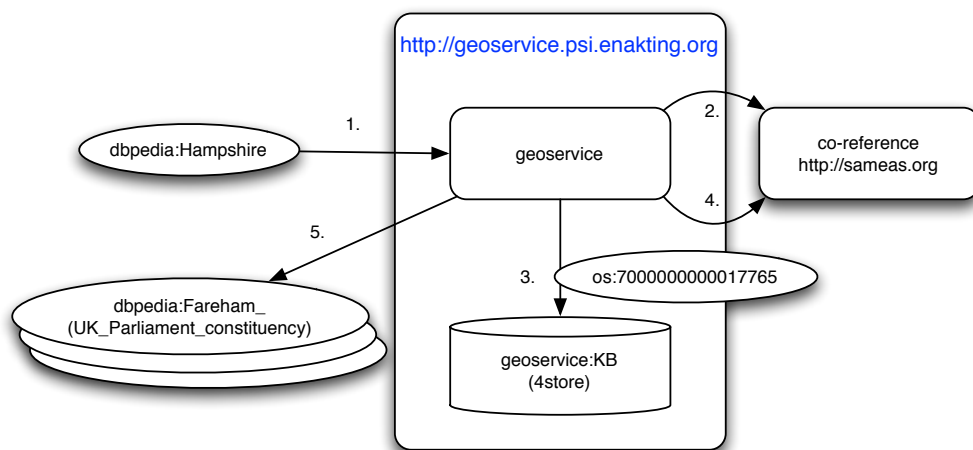 http://geoservice.psi.enakting.org
1.
2.
dbpedia:Hampshire
geoservice
co-reference
http://sameas.org
4.
5.
3.
os:7000000000017765
dbpedia:Fareham_
(UK_Parliament_constituency)
geoservice:KB
(4store)